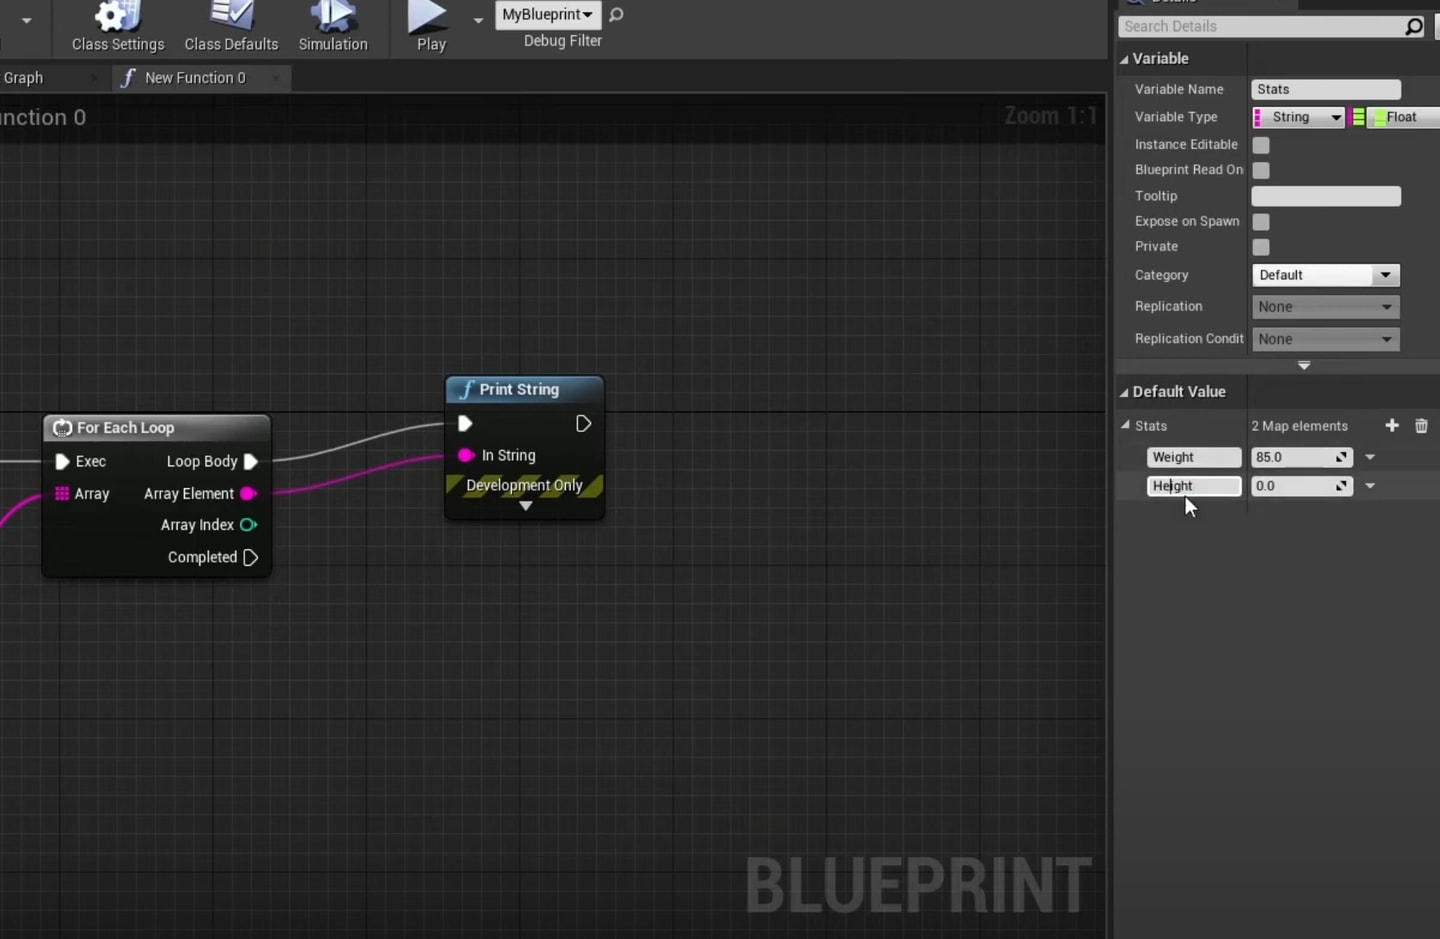 Class Settings
Class Defaults
Simulation
Play
MyBlueprint
Debug Filter
Graph
f New Function 0
unction 0
Zoom 1:1
For Each Loop
Exec
Loop Body
Array
Array Element
Array Index
Completed
f Print String
In String
Development Only
BLUEPRINT
Details
Search Details
Variable
Variable Name
Stats
Variable Type
String
Float
Instance Editable
Blueprint Read On
Tooltip
Expose on Spawn
Private
Category
Default
Replication
None
Replication Condit
None
Default Value
Stats
2 Map elements
Weight
85.0
Height
0.0